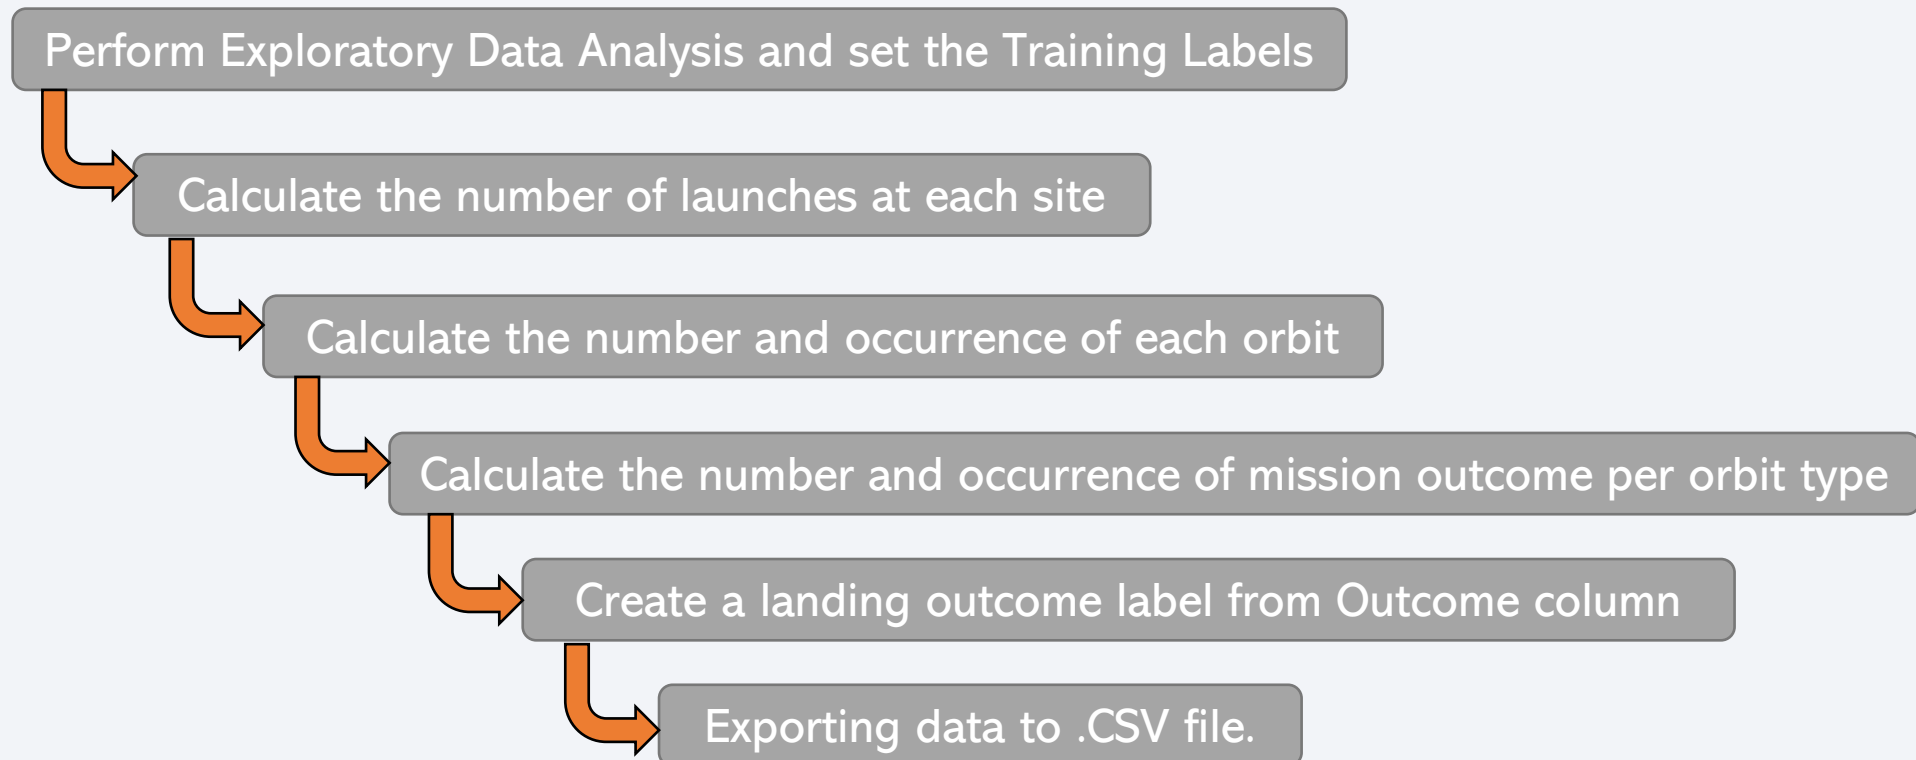 Perform Exploratory Data Analysis and set the Training Labels
Calculate the number of launches at each site
Calculate the number and occurrence of each orbit
Calculate the number and occurrence of mission outcome per orbit type
Create a landing outcome label from Outcome column
Exporting data to .CSV file.